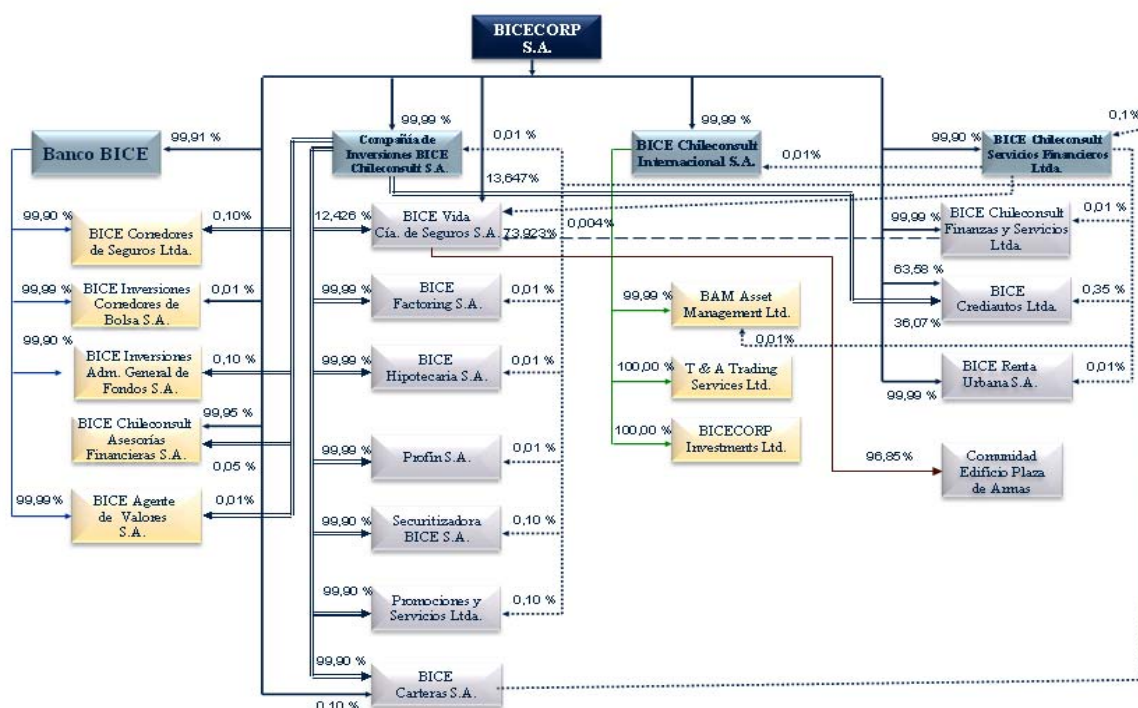 BICECORP
S.A.
99,91 %
99,99 %
0,01 %
99,99 %
99,90 %
0,1%
Banco BICE
Compañía de
Inversiones BICE
Chileconsult S.A.
BICE Chileconsult
Internacional S.A.
0,01%
BICE Chileconsult
Servicios Financieros
Ltda.
13,647%
99,90 %
0,10%
BICE Corredores
de Seguros Ltda.
12,426 %
BICE Vida
Cía. de Seguros S.A.
73,923%
0,004%
99,99 %
BICE Chileconsult
Finanzas y Servicios
Ltda.
0,01 %
99,99 %
BICE Inversiones
Corredores de
Bolsa S.A.
0,01 %
99,99 %
BICE
Factoring S.A.
0,01 %
99,99 %
BAM Asset
Management Ltd.
0,01%
63,58 %
36,07%
BICE
Crediautos Ltda.
0,35 %
99,90 %
BICE Inversiones
Adm. General de
Fondos S.A.
0,10 %
99,99 %
BICE
Hipotecaria S.A.
0,01 %
100,00 %
T & A Trading
Services Ltd.
99,99 %
BICE Renta
Urbana S.A.
0,01%
BICE Chileconsult
Asesorías
Financieras S.A.
99,95 %
0,05 %
99,99 %
Profin S.A.
0,01 %
100,00 %
BICECORP
Investments Ltd.
96,85%
Comunidad
Edificio Plaza
de Armas
99,99%
BICE Agente
de Valores
S.A.
0,01%
99,90 %
Securitizadora
BICE S.A.
0,10 %
99,90 %
Promociones y
Servicios Ltda.
0,10 %
99,90 %
BICE
Carteras S.A.
0,10 %